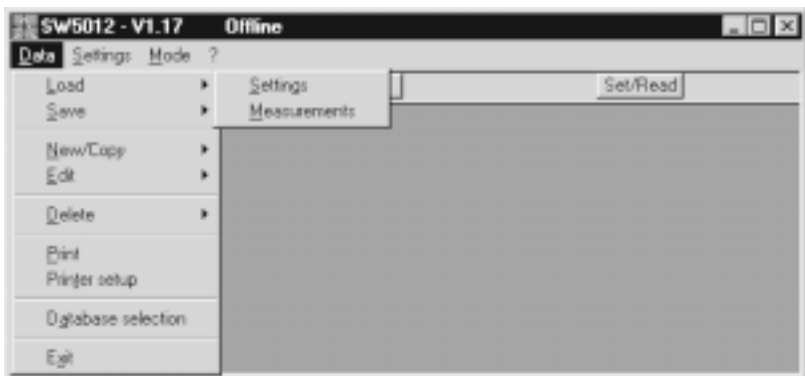 SW5012 - V1.17 Offline
Data Settings Mode ?
Load Settings Set/Read
Save Measurements
New/Copy
Edit
Delete
Print
Printer setup
Database selection
Exit